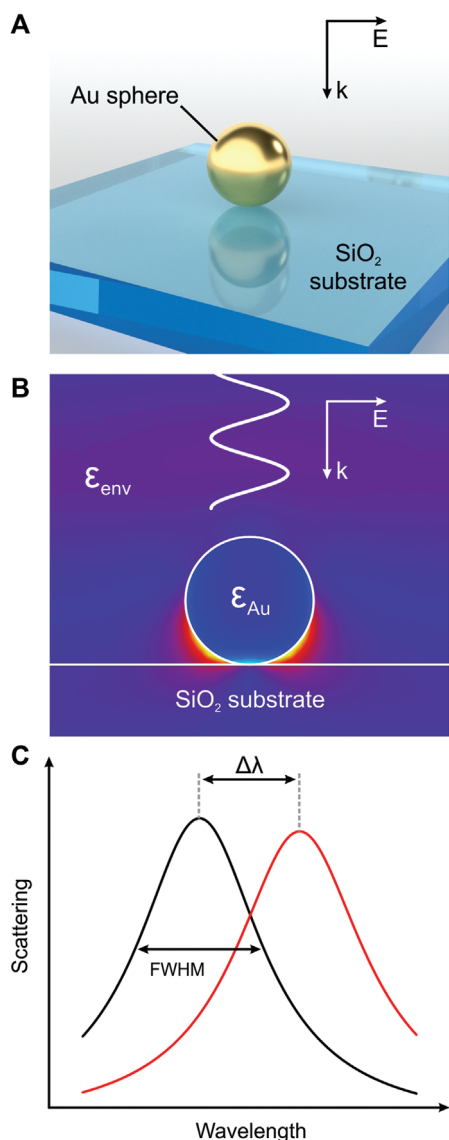 A
E
k
Au sphere
SiO₂
substrate
B
E
k
εenv
εAu
SiO₂ substrate
C
Δλ
Scattering
FWHM
Wavelength